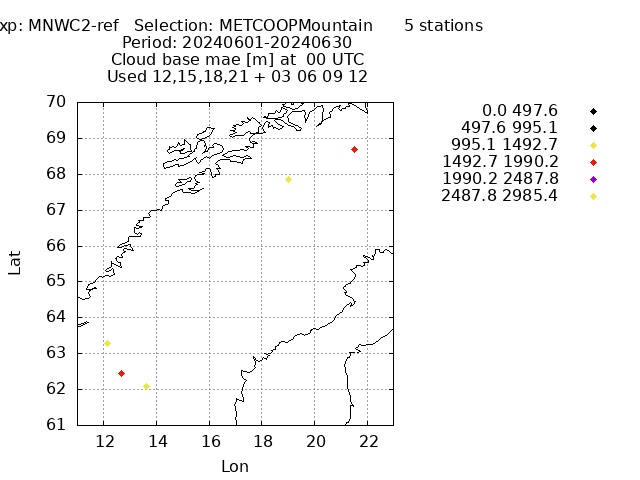 xp: MNWC2-ref   Selection: METCOOPMountain      5 stations
Period: 20240601-20240630
Cloud base mae [m] at  00 UTC
Used 12,15,18,21 + 03 06 09 12
0.0 497.6
497.6 995.1
995.1 1492.7
1492.7 1990.2
1990.2 2487.8
2487.8 2985.4
70
69
68
67
66
65
64
63
62
61
Lat
12 14 16 18 20 22
Lon